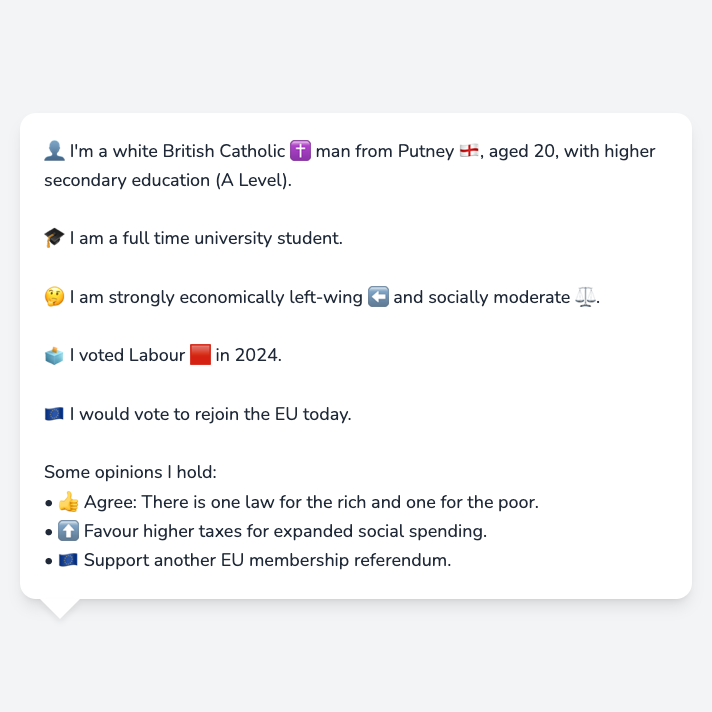 👤 I'm a white British Catholic ✝️ man from Putney 🏴󠁧󠁢󠁥󠁮󠁧󠁿, aged 20, with higher
secondary education (A Level).
🎓 I am a full time university student.
🤔 I am strongly economically left-wing ⬅️ and socially moderate ⚖️.
🗳️ I voted Labour 🟥 in 2024.
🇪🇺 I would vote to rejoin the EU today.
Some opinions I hold:
• 👍 Agree: There is one law for the rich and one for the poor.
• ⬆️ Favour higher taxes for expanded social spending.
• 🇪🇺 Support another EU membership referendum.